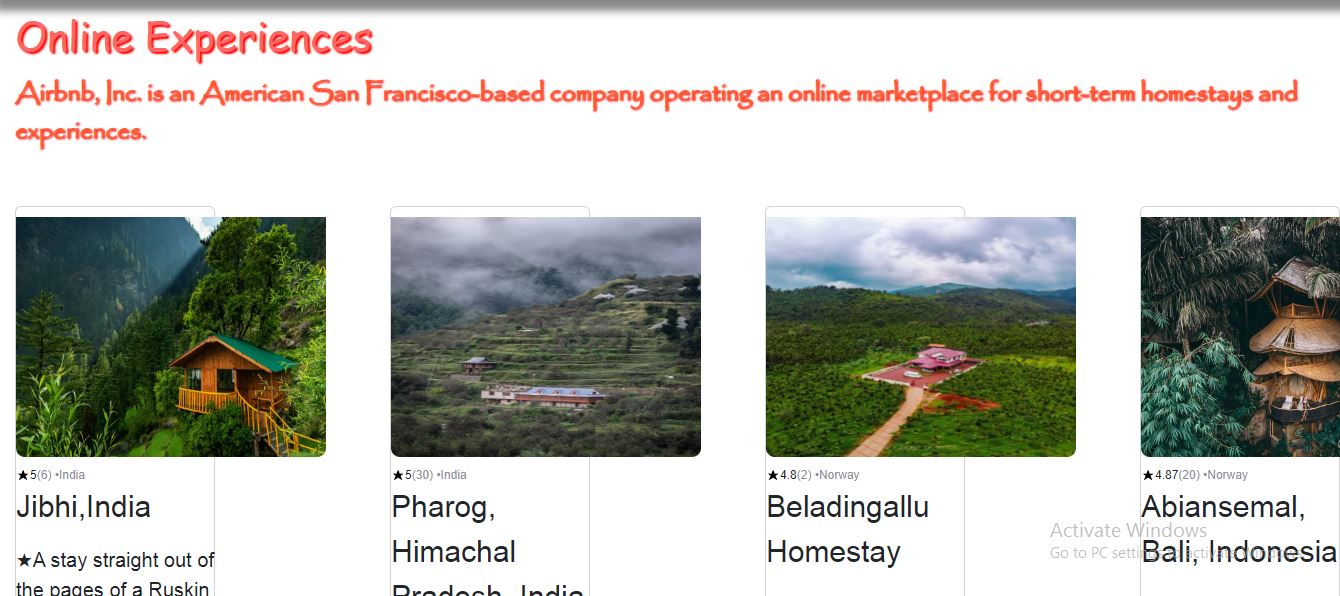 Online Experiences
Airbnb, Inc. is an American San Francisco-based company operating an online marketplace for short-term homestays and
experiences.
★5(6) •India
Jibhi,India
★A stay straight out of
the pages of a Ruskin
★5(30) •India
Pharog,
Himachal
Pradesh, India
★4.8(2) •Norway
Beladingallu
Homestay
★4.87(20) •Norway
Abiansemal,
Bali, Indonesia
Activate Windows
Go to PC settings to activate Windows.